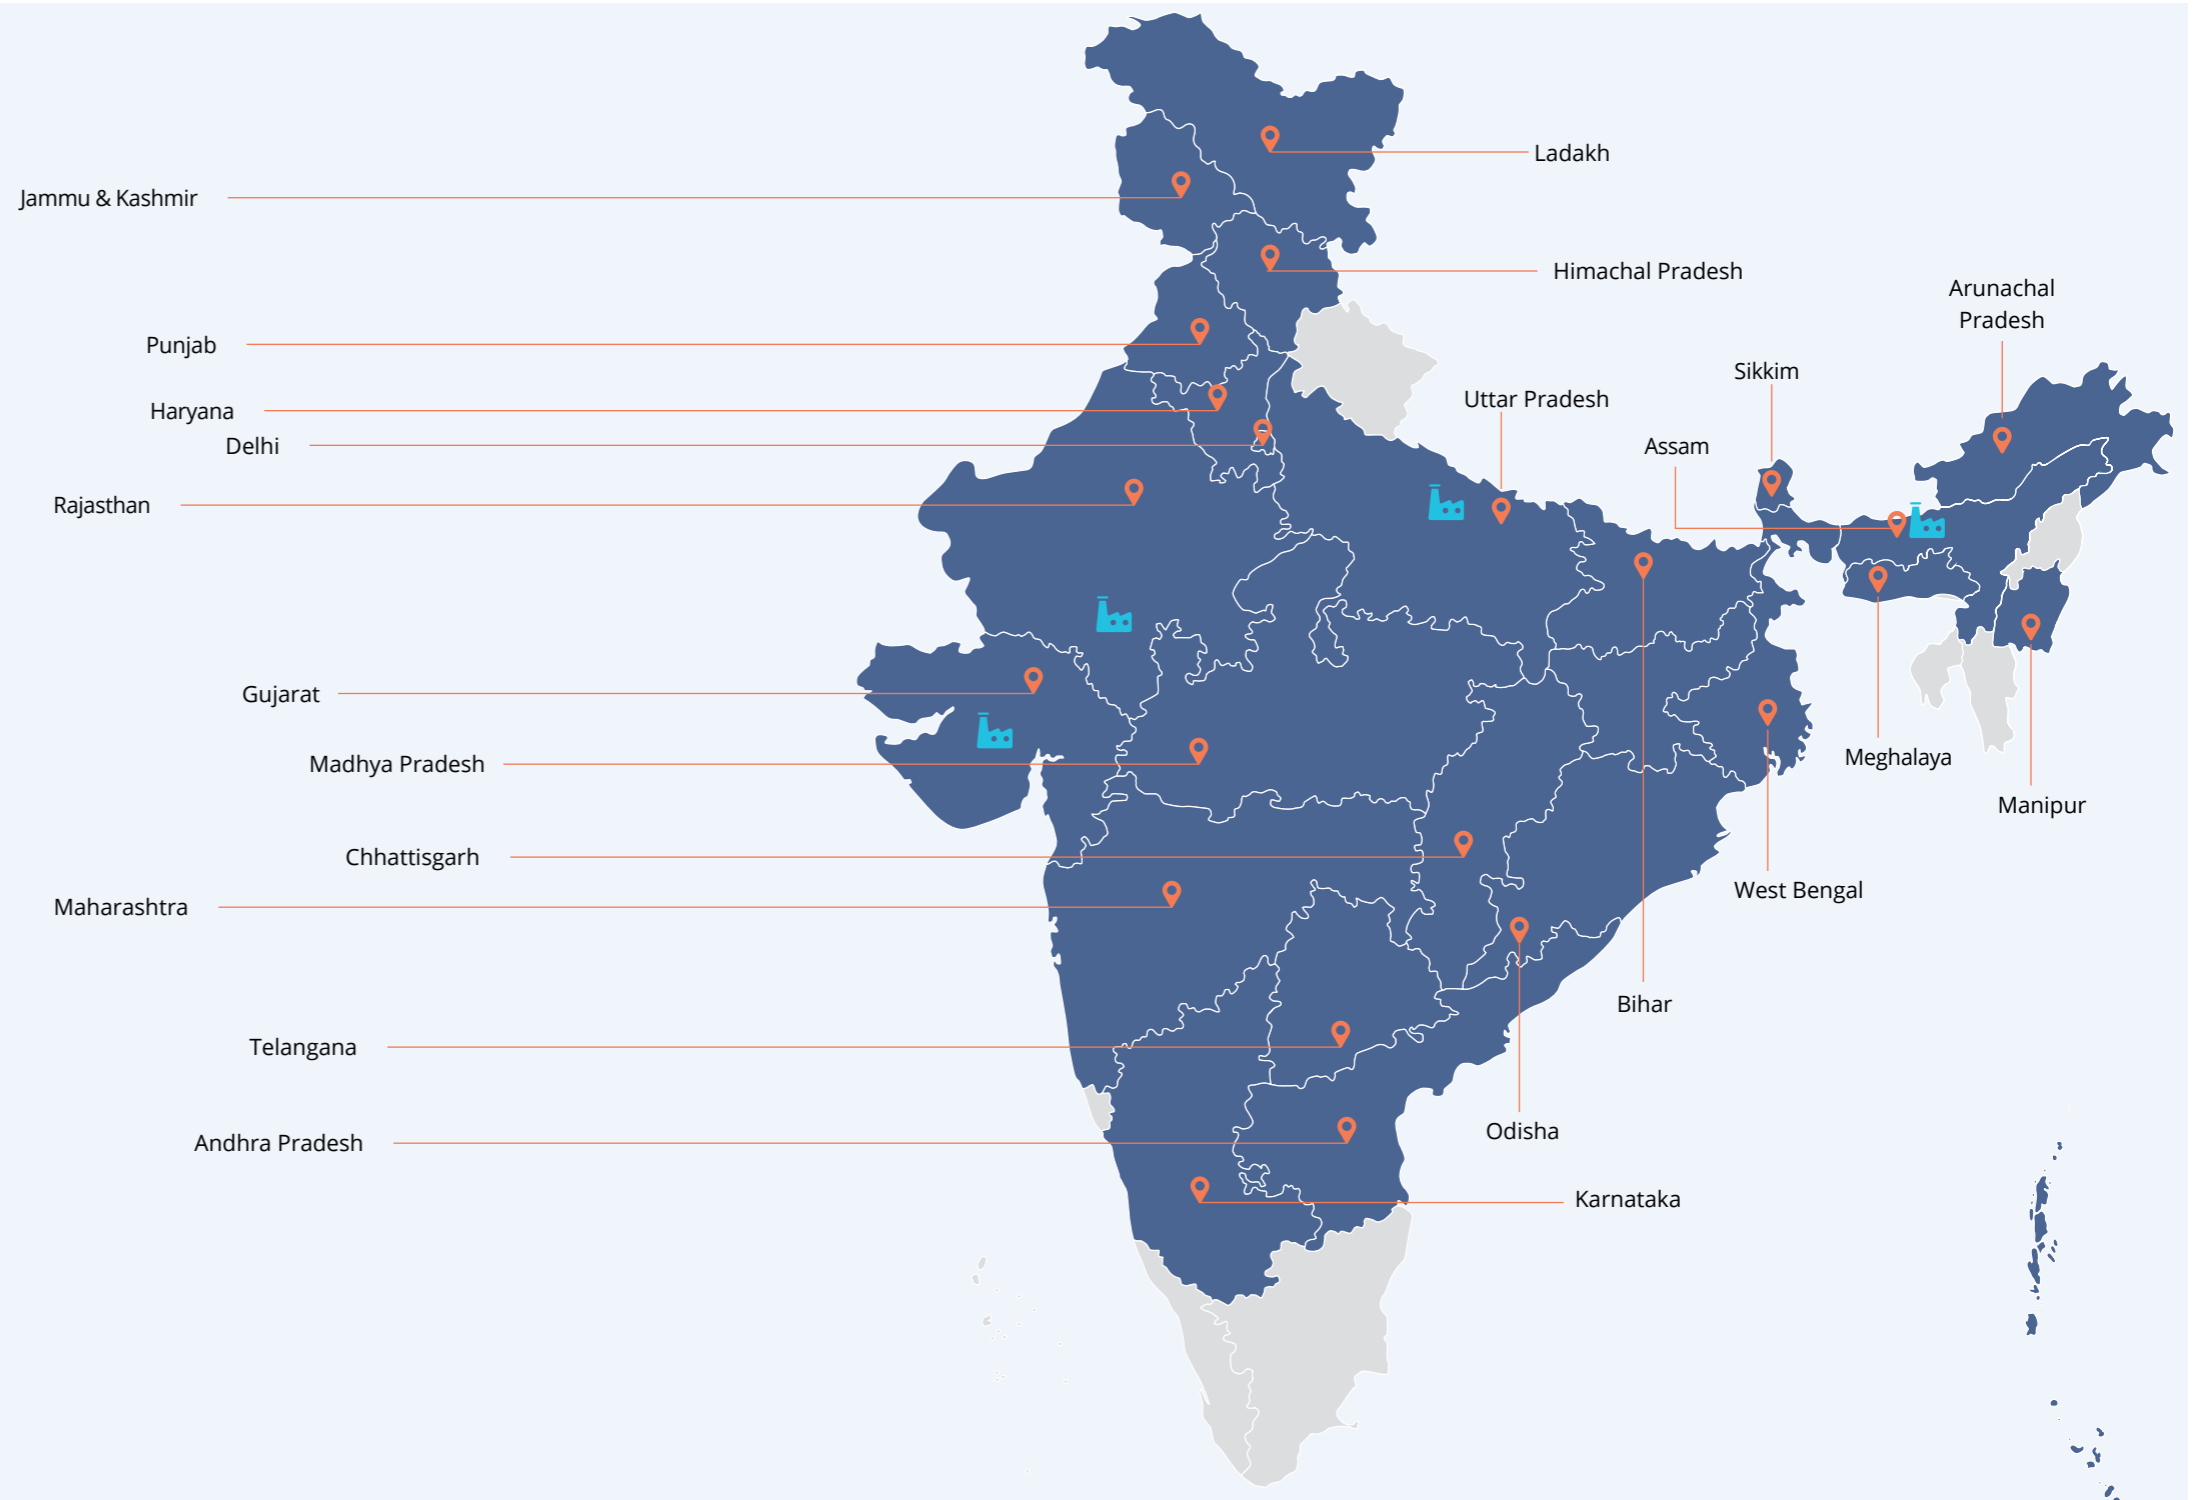 Ladakh
Jammu & Kashmir
Himachal Pradesh
Arunachal
Pradesh
Punjab
Sikkim
Uttar Pradesh
Haryana
Delhi
Assam
Rajasthan
Gujarat
Madhya Pradesh
Meghalaya
Manipur
Chhattisgarh
West Bengal
Maharashtra
Bihar
Telangana
Odisha
Andhra Pradesh
Karnataka